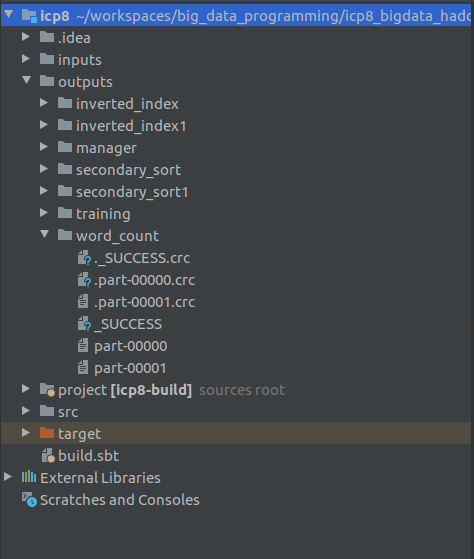 icp8 ~/workspaces/big_data_programming/icp8_bigdata_hado
.idea
inputs
outputs
inverted_index
inverted_index1
manager
secondary_sort
secondary_sort1
training
word_count
._SUCCESS.crc
.part-00000.crc
.part-00001.crc
_SUCCESS
part-00000
part-00001
project [icp8-build] sources root
src
target
build.sbt
External Libraries
Scratches and Consoles